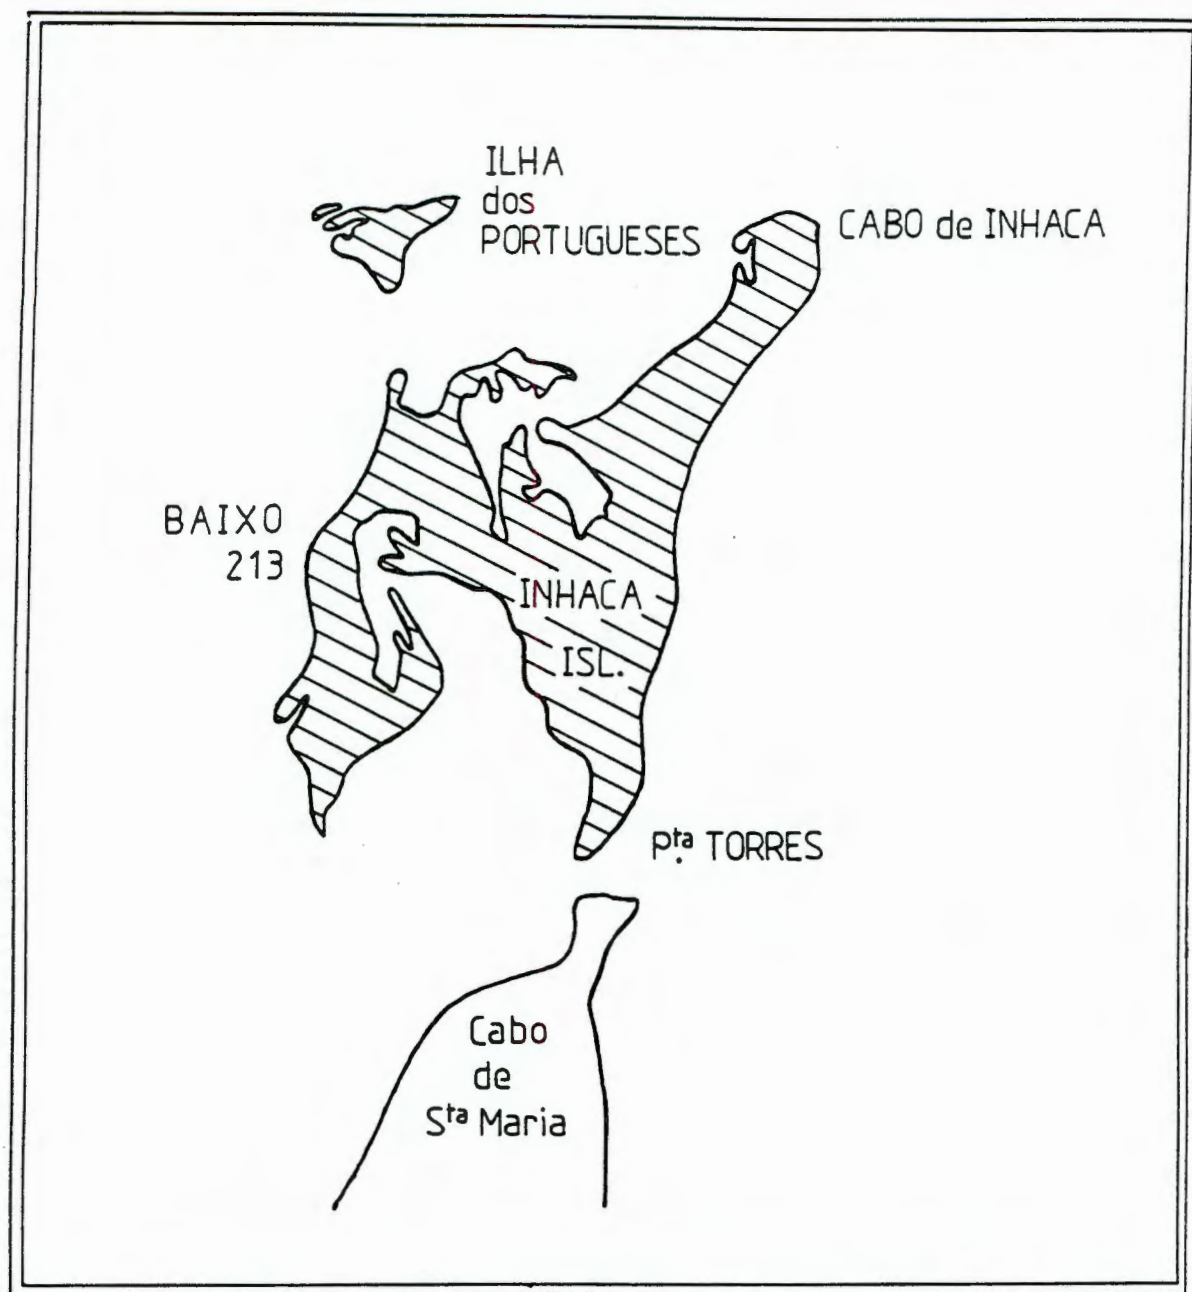 ILHA
dos
PORTUGUESES
CABO de INHACA
BAIXO
213
INHACA
ISL.
Pta. TORRES
Cabo
de
Sta Maria